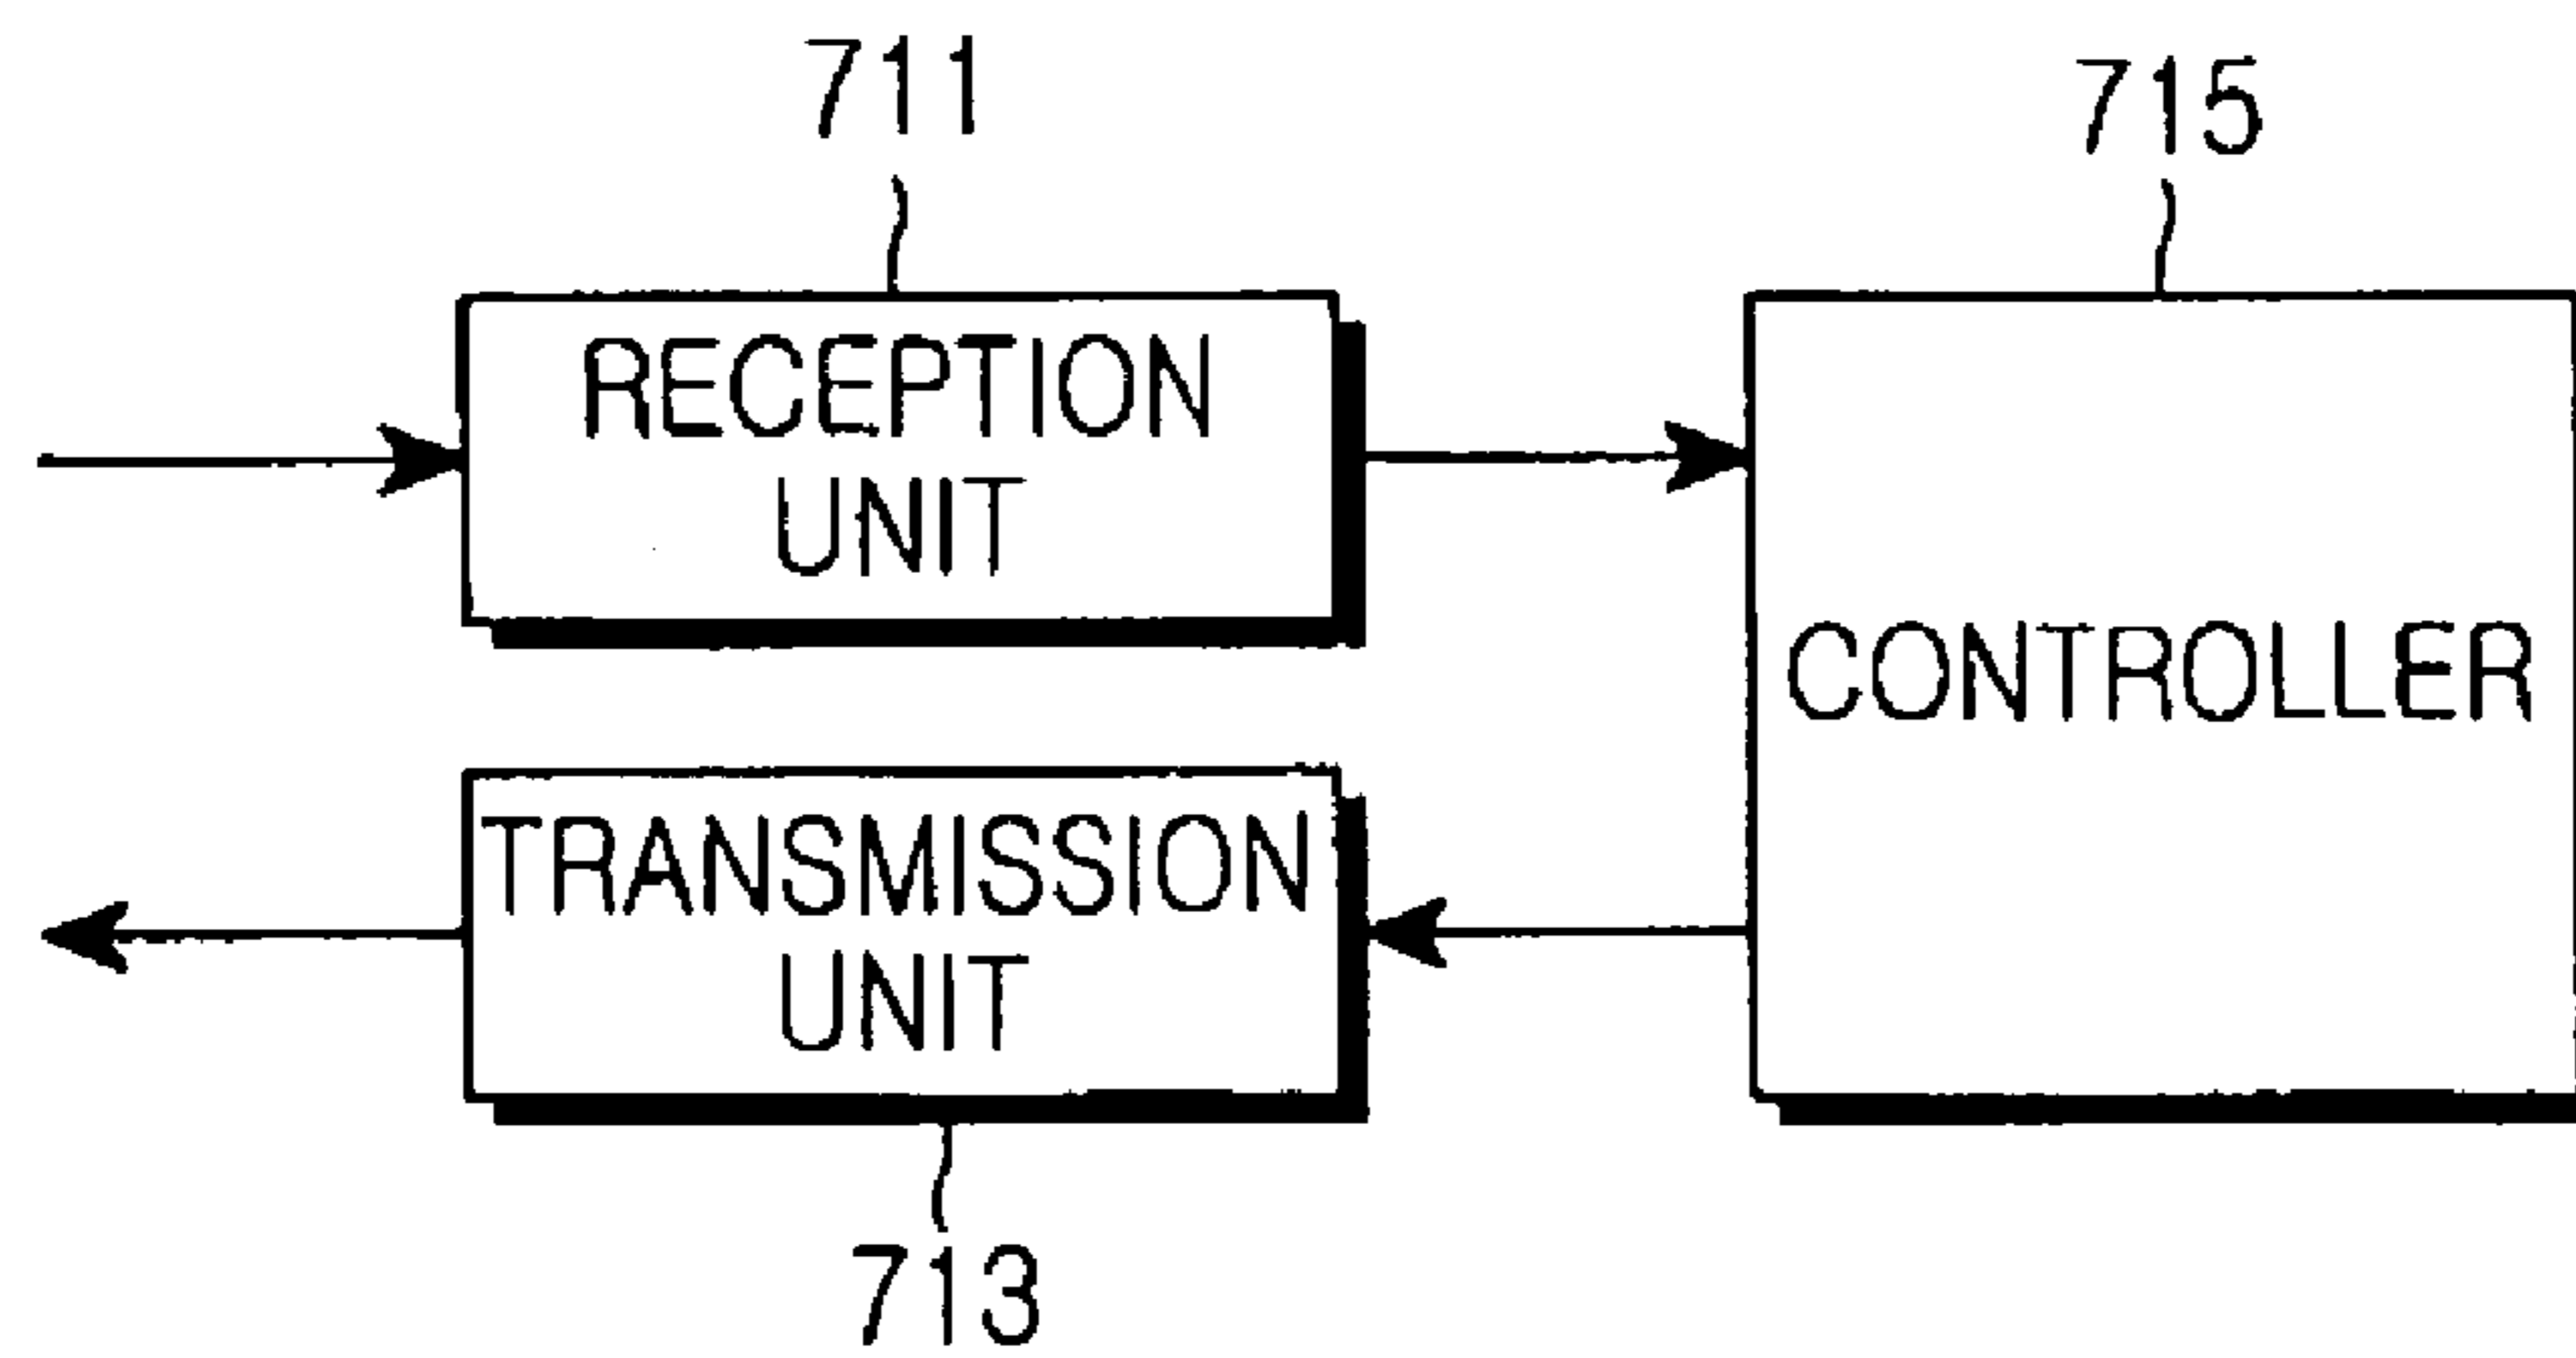 711
715
RECEPTION
UNIT
CONTROLLER
TRANSMISSION
UNIT
713